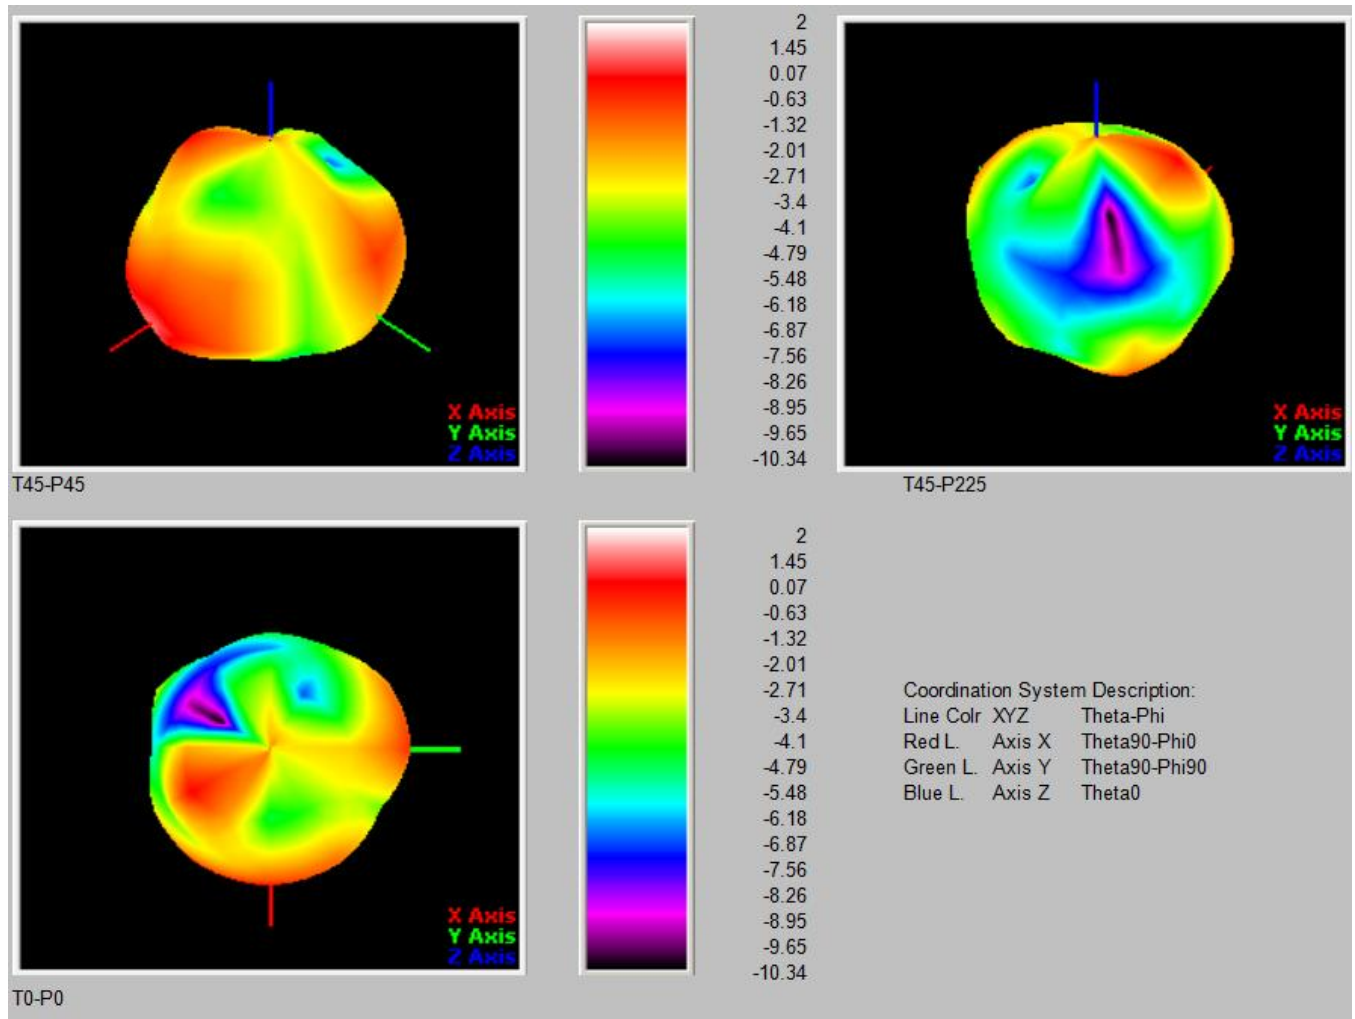 2
1.45
0.07
-0.63
-1.32
-2.01
-2.71
-3.4
-4.1
-4.79
-5.48
-6.18
-6.87
-7.56
-8.26
-8.95
-9.65
-10.34
X Axis
Y Axis
Z Axis
T45-P45
X Axis
Y Axis
Z Axis
T45-P225
2
1.45
0.07
-0.63
-1.32
-2.01
-2.71
-3.4
-4.1
-4.79
-5.48
-6.18
-6.87
-7.56
-8.26
-8.95
-9.65
-10.34
X Axis
Y Axis
Z Axis
T0-P0
Coordination System Description:
Line Colr XYZ Theta-Phi
Red L. Axis X Theta90-Phi0
Green L. Axis Y Theta90-Phi90
Blue L. Axis Z Theta0